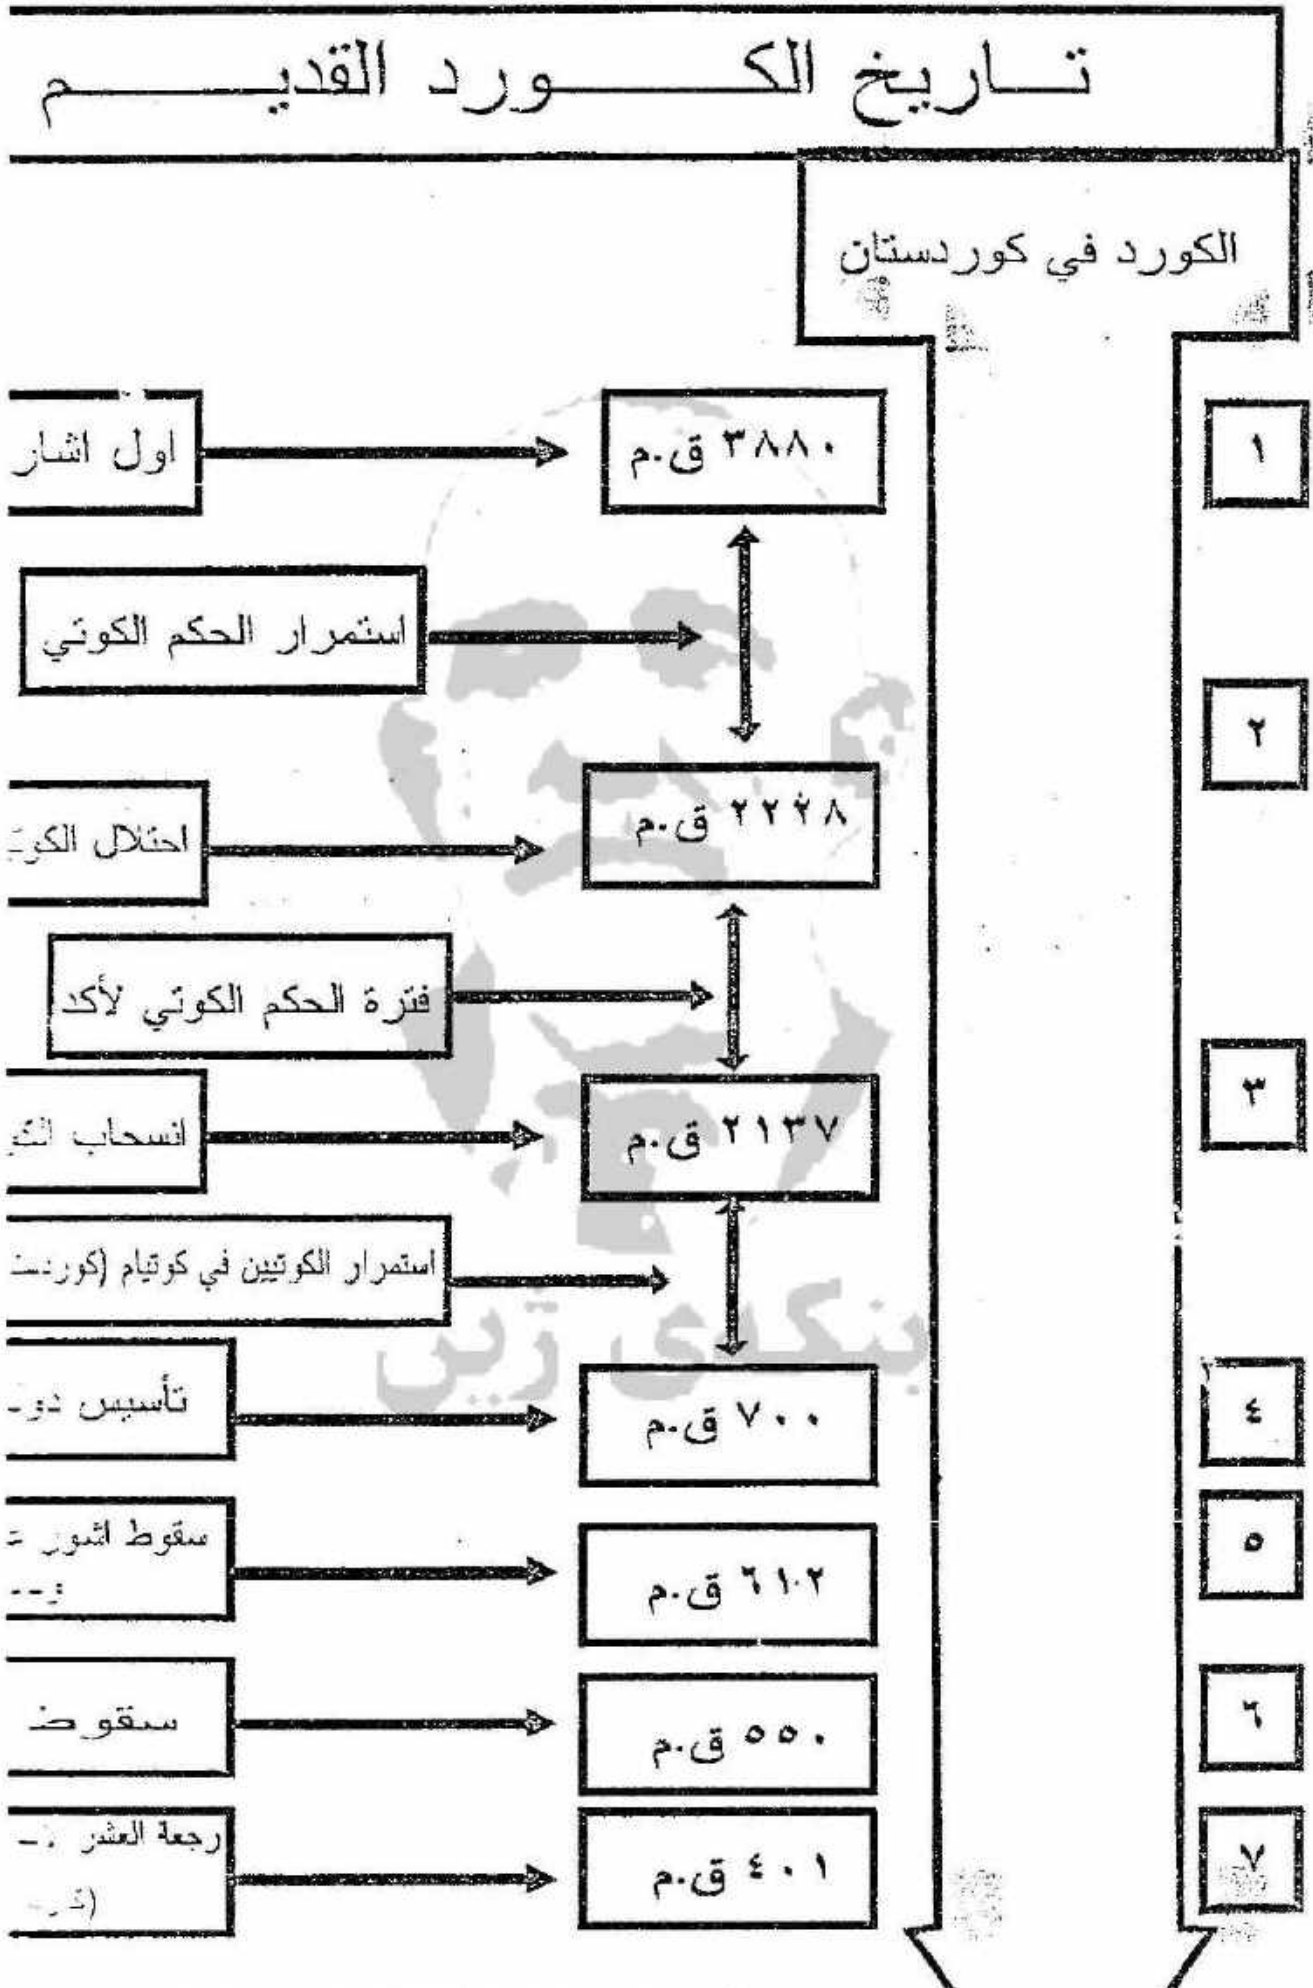 تاريخ الكورد القديم
الكورد في كوردستان
١
٣٨٨٠ ق.م
اول
استمرار الحكم الكوتي
٢
٢٢٢٨ ق.م
احتلال
فترة الحكم الكوتي لأكد
٣
٢١٣٧ ق.م
انسحاب
استمرار الكوتيين في كوتيام
بنكەى ژین
٤
٧٠٠ ق.م
تأسيس
٥
٦١٢ ق.م
سقوط اشور
٦
٥٥٠ ق.م
سقوط
٧
٤٠١ ق.م
رجعة العشر